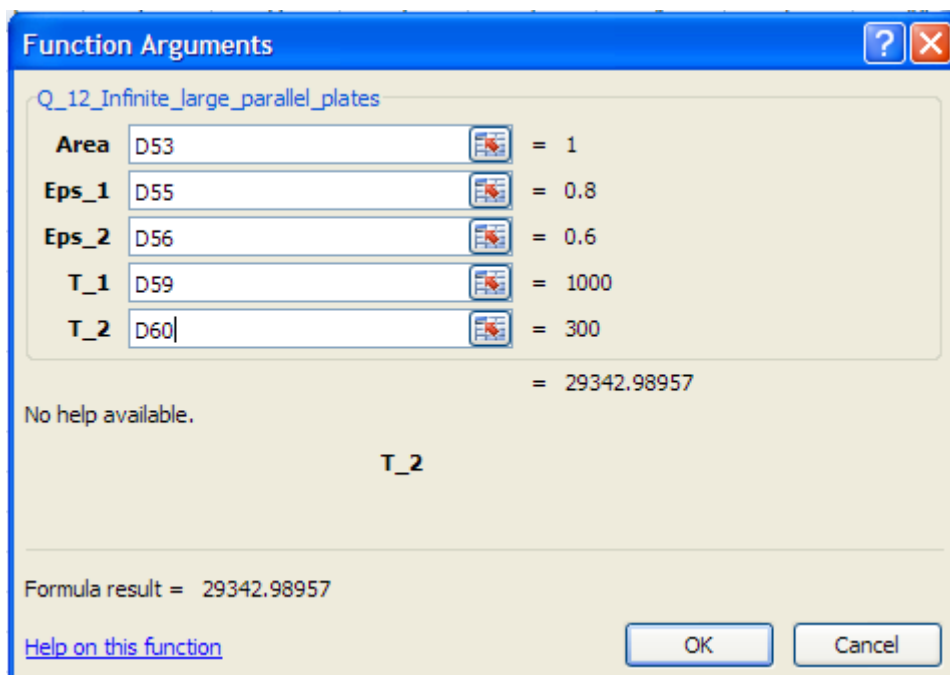 Function Arguments
Q_12_Infinite_large_parallel_plates
Area D53 = 1
Eps_1 D55 = 0.8
Eps_2 D56 = 0.6
T_1 D59 = 1000
T_2 D60 = 300
= 29342.98957
No help available.
T_2
Formula result = 29342.98957
Help on this function OK Cancel